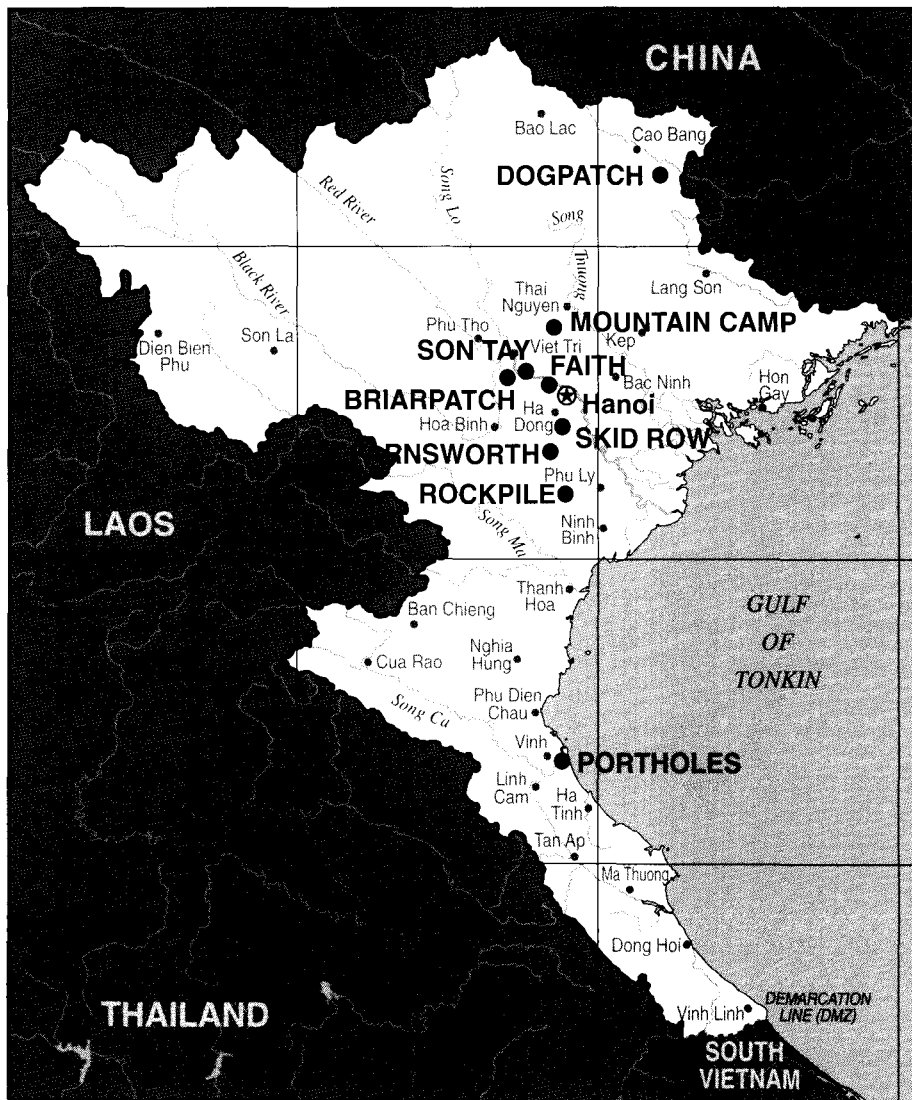 CHINA
Bao Lac
Cao Bang
DOGPATCH
Red River
Song Lo
Song
Thuong
Black River
Lang Son
Thai
Nguyen
MOUNTAIN CAMP
Phu Tho
Viet Tri
Kep
Dien Bien
Phu
Son La
SON TAY
FAITH
Bac Ninh
Hon
Gay
BRIARPATCH
Hanoi
Ha
Dong
Hoa Binh
SKID ROW
RNSWORTH
Phu Ly
ROCKPILE
LAOS
Song Ma
Ninh
Binh
Thanh
Hoa
GULF
OF
TONKIN
Ban Chieng
Nghia
Hung
Cua Rao
Phu Dien
Chau
Song Ca
Vinh
PORTHOLES
Linh
Cam
Ha
Tinh
Tan Ap
Ma Thuong
Dong Hoi
THAILAND
Vinh Linh
DEMARCATION
LINE (DMZ)
SOUTH
VIETNAM